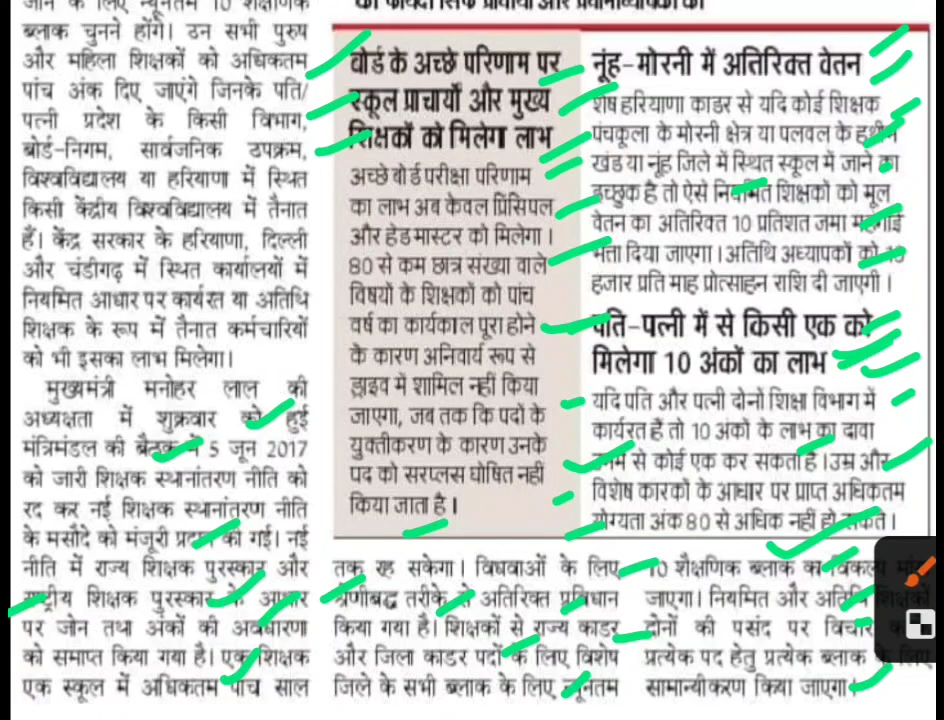 जाने के लिए न्यूनतम 10 शैक्षणिक
ब्लाक चुनने होंगे। उन सभी पुरुष
और महिला शिक्षकों को अधिकतम
पांच अंक दिए जाएंगे जिनके पति/
पत्नी प्रदेश के किसी विभाग,
बोर्ड-निगम, सार्वजनिक उपक्रम,
विश्वविद्यालय या हरियाणा में स्थित
किसी केंद्रीय विश्वविद्यालय में तैनात
हैं। केंद्र सरकार के हरियाणा, दिल्ली
और चंडीगढ़ में स्थित कार्यालयों में
नियमित आधार पर कार्यरत या अतिथि
शिक्षक के रूप में तैनात कर्मचारियों
को भी इसका लाभ मिलेगा।
मुख्यमंत्री मनोहर लाल की
अध्यक्षता में शुक्रवार को हुई
मंत्रिमंडल की बैठक में 5 जून 2017
को जारी शिक्षक स्थानांतरण नीति को
रद कर नई शिक्षक स्थानांतरण नीति
के मसौदे को मंजूरी प्रदान की गई। नई
नीति में राज्य शिक्षक पुरस्कार और
राष्ट्रीय शिक्षक पुरस्कार के आधार
पर जोन तथा अंकों की अवधारणा
को समाप्त किया गया है। एक शिक्षक
एक स्कूल में अधिकतम पांच साल
का फायदा सिर्फ प्राचार्यों और प्रधानाध्यापकों को
बोर्ड के अच्छे परिणाम पर
स्कूल प्राचार्यों और मुख्य
शिक्षकों को मिलेगा लाभ
अच्छे बोर्ड परीक्षा परिणाम
का लाभ अब केवल प्रिंसिपल
और हेडमास्टर को मिलेगा।
80 से कम छात्र संख्या वाले
विषयों के शिक्षकों को पांच
वर्ष का कार्यकाल पूरा होने
के कारण अनिवार्य रूप से
ड्राइव में शामिल नहीं किया
जाएगा, जब तक कि पदों के
युक्तीकरण के कारण उनके
पद को सरप्लस घोषित नहीं
किया जाता है।
नूंह-मोरनी में अतिरिक्त वेतन
शेष हरियाणा काडर से यदि कोई शिक्षक
पंचकूला के मोरनी क्षेत्र या पलवल के हथीन
खंड या नूंह जिले में स्थित स्कूल में जाने का
इच्छुक है तो ऐसे नियमित शिक्षकों को मूल
वेतन का अतिरिक्त 10 प्रतिशत जमा महंगाई
भत्ता दिया जाएगा। अतिथि अध्यापकों को
हजार प्रति माह प्रोत्साहन राशि दी जाएगी।
पति-पत्नी में से किसी एक को
मिलेगा 10 अंकों का लाभ
यदि पति और पत्नी दोनों शिक्षा विभाग में
कार्यरत हैं तो 10 अंकों के लाभ का दावा
उनमें से कोई एक कर सकता है। उम्र और
विशेष कारकों के आधार पर प्राप्त अधिकतम
योग्यता अंक 80 से अधिक नहीं हो सकते।
तक रह सकेगा। विधवाओं के लिए
श्रेणीबद्ध तरीके से अतिरिक्त प्रविधान
किया गया है। शिक्षकों से राज्य काडर
और जिला काडर पदों के लिए विशेष
जिले के सभी ब्लाक के लिए न्यूनतम
10 शैक्षणिक ब्लाक का विकल्प
जाएगा। नियमित और अतिथि शिक्षकों
दोनों की पसंद पर विचार
प्रत्येक पद हेतु प्रत्येक ब्लाक के लिए
सामान्यीकरण किया जाएगा।